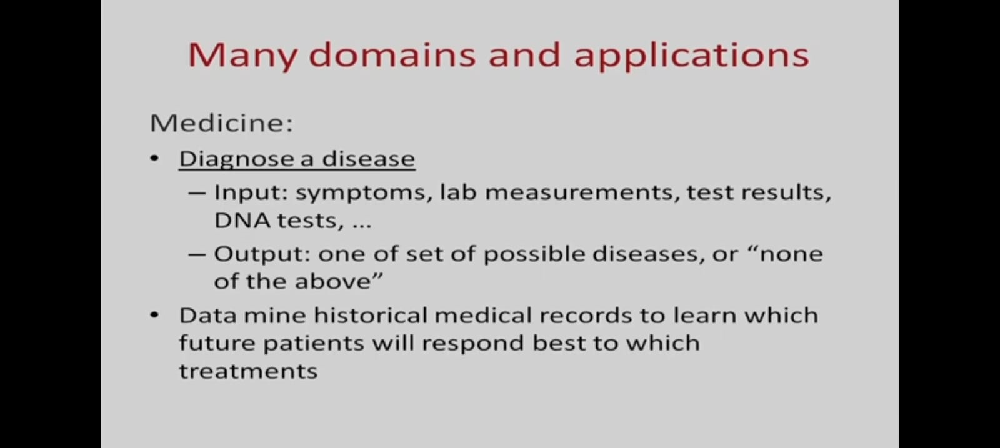 Many domains and applications
Medicine:
• Diagnose a disease
– Input: symptoms, lab measurements, test results,
DNA tests, ...
– Output: one of set of possible diseases, or “none
of the above”
• Data mine historical medical records to learn which
future patients will respond best to which
treatments